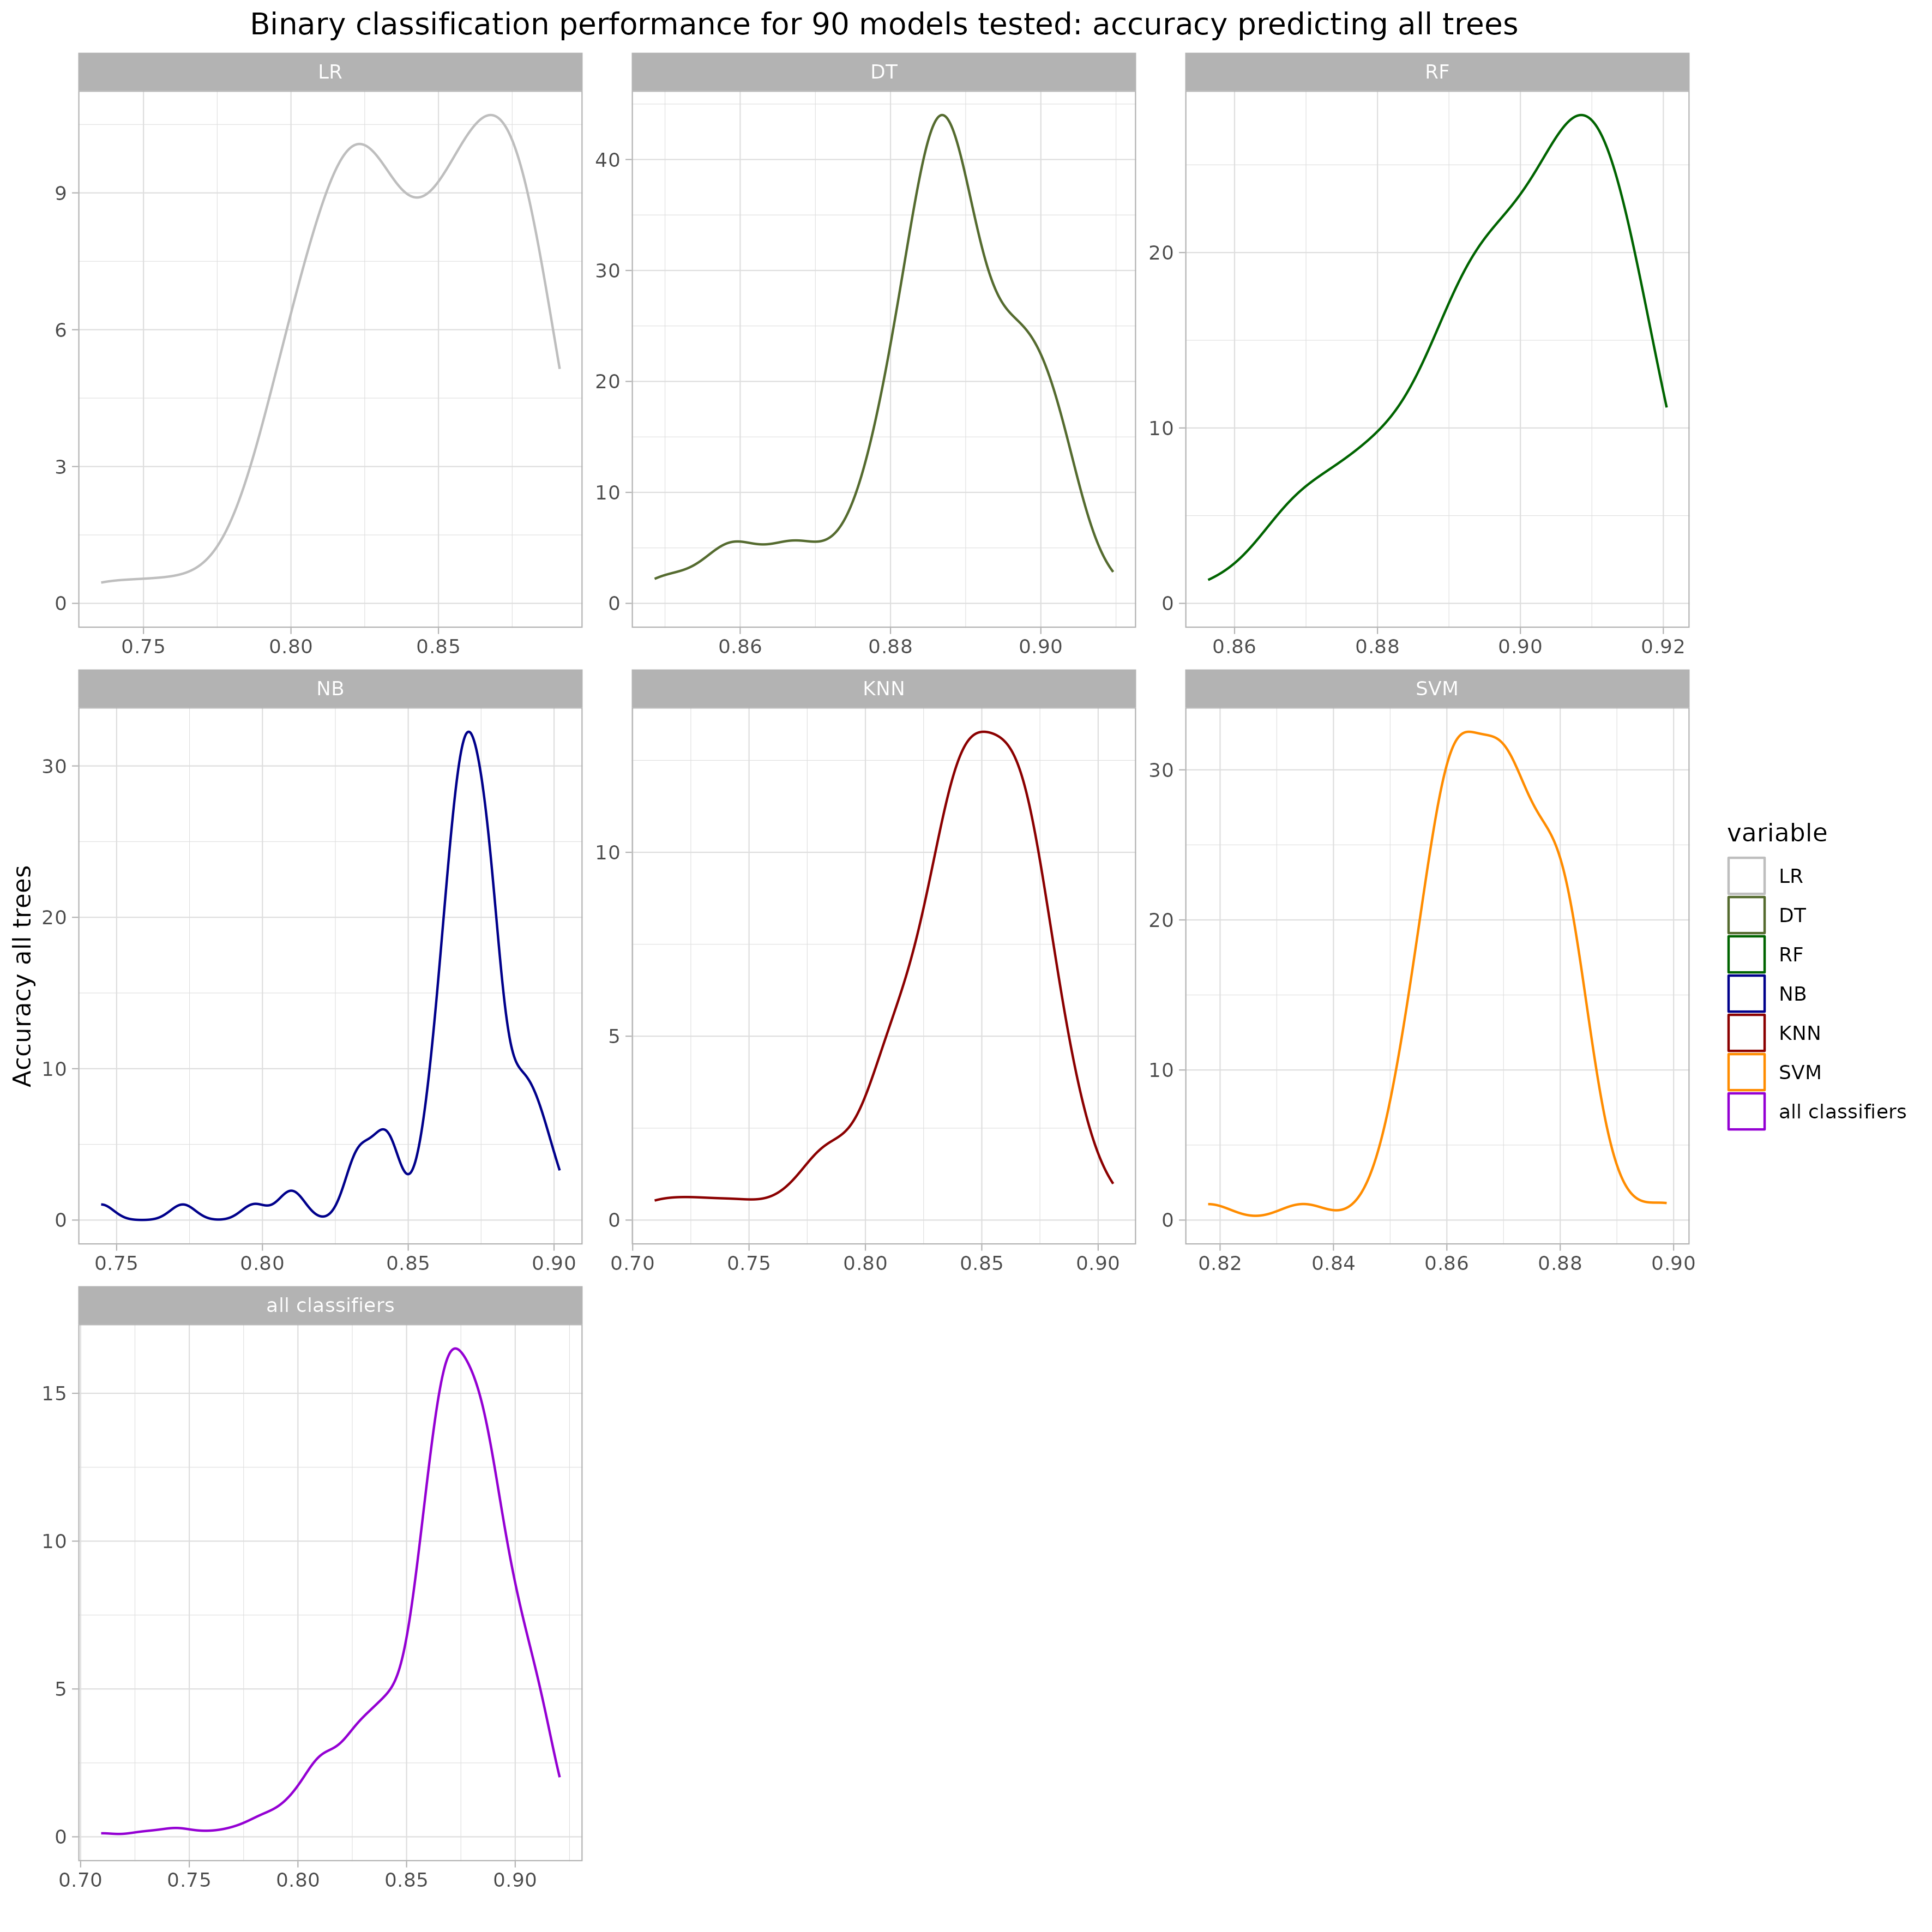 Binary classification performance for 90 models tested: accuracy predicting all trees
LR
DT
RF
9
6
3
0
0.75 0.80 0.85
40
30
20
10
0
0.86 0.88 0.90
20
10
0
0.86 0.88 0.90 0.92
NB
KNN
SVM
Accuracy all trees
30
20
10
0
0.75 0.80 0.85 0.90
10
5
0
0.70 0.75 0.80 0.85 0.90
30
20
10
0
0.82 0.84 0.86 0.88 0.90
all classifiers
15
10
5
0
0.70 0.75 0.80 0.85 0.90
variable
LR
DT
RF
NB
KNN
SVM
all classifiers